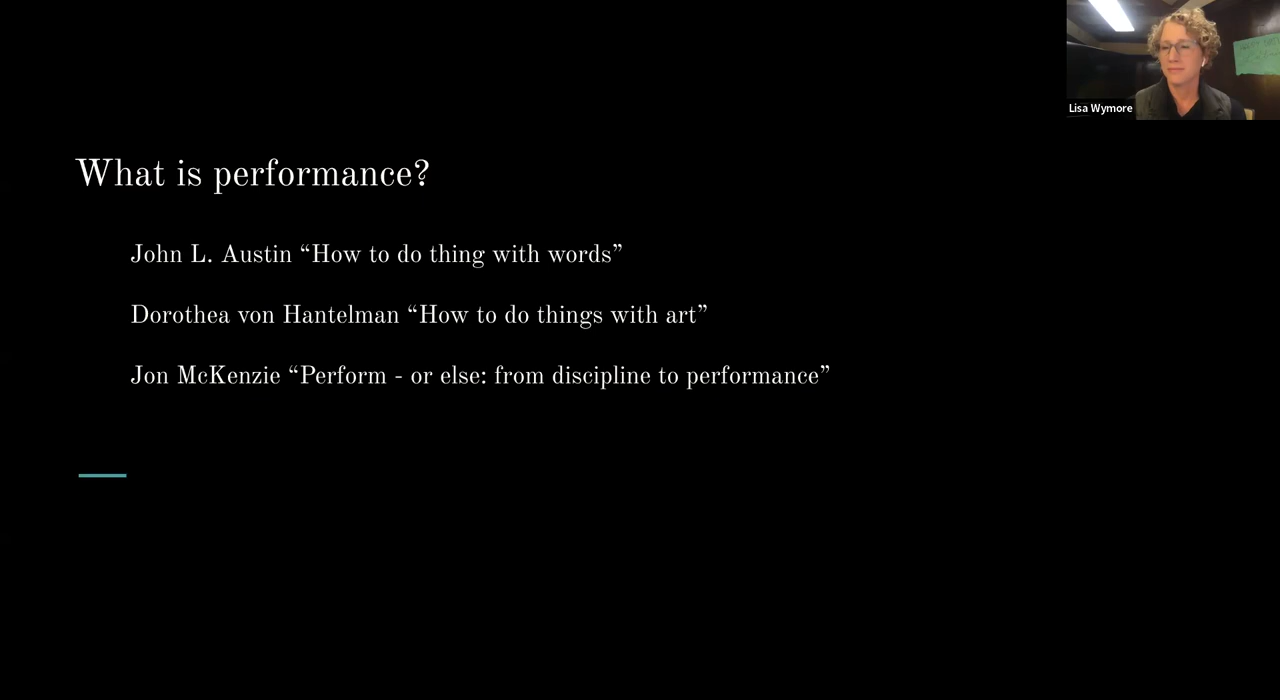 What is performance?
John L. Austin “How to do thing with words”
Dorothea von Hantelman “How to do things with art”
Jon McKenzie “Perform - or else: from discipline to performance”
Lisa Wymore